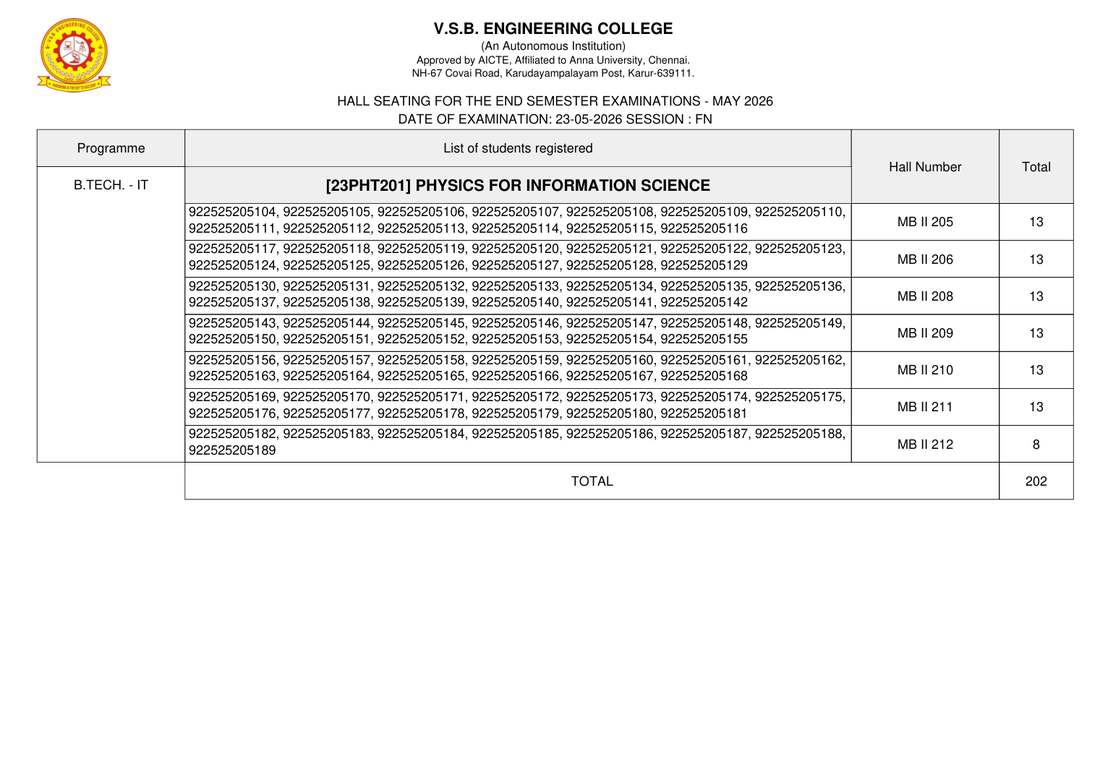 V.S.B. ENGINEERING COLLEGE
(An Autonomous Institution)
Approved by AICTE, Affiliated to Anna University, Chennai.
NH-67 Covai Road, Karudayampalayam Post, Karur-639111.
HALL SEATING FOR THE END SEMESTER EXAMINATIONS - MAY 2026
DATE OF EXAMINATION: 23-05-2026 SESSION : FN
Programme List of students registered Hall Number Total
B.TECH. - IT [23PHT201] PHYSICS FOR INFORMATION SCIENCE
922525205104, 922525205105, 922525205106, 922525205107, 922525205108, 922525205109, 922525205110,
922525205111, 922525205112, 922525205113, 922525205114, 922525205115, 922525205116
MB II 205 13
922525205117, 922525205118, 922525205119, 922525205120, 922525205121, 922525205122, 922525205123,
922525205124, 922525205125, 922525205126, 922525205127, 922525205128, 922525205129
MB II 206 13
922525205130, 922525205131, 922525205132, 922525205133, 922525205134, 922525205135, 922525205136,
922525205137, 922525205138, 922525205139, 922525205140, 922525205141, 922525205142
MB II 208 13
922525205143, 922525205144, 922525205145, 922525205146, 922525205147, 922525205148, 922525205149,
922525205150, 922525205151, 922525205152, 922525205153, 922525205154, 922525205155
MB II 209 13
922525205156, 922525205157, 922525205158, 922525205159, 922525205160, 922525205161, 922525205162,
922525205163, 922525205164, 922525205165, 922525205166, 922525205167, 922525205168
MB II 210 13
922525205169, 922525205170, 922525205171, 922525205172, 922525205173, 922525205174, 922525205175,
922525205176, 922525205177, 922525205178, 922525205179, 922525205180, 922525205181
MB II 211 13
922525205182, 922525205183, 922525205184, 922525205185, 922525205186, 922525205187, 922525205188,
922525205189
MB II 212 8
TOTAL 202